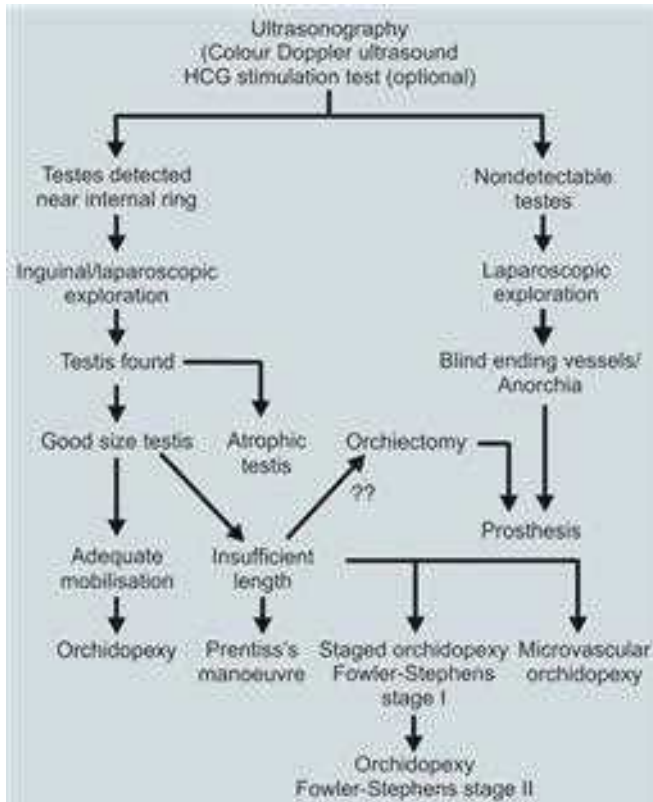 Ultrasonography
(Colour Doppler ultrasound
HCG stimulation test (optional)
Testes detected
near internal ring
Nondetectable
testes
Inguinal/laparoscopic
exploration
Laparoscopic
exploration
Testis found
Blind ending vessels/
Anorchia
Good size testis
Atrophic
testis
Orchiectomy
??
Prosthesis
Adequate
mobilisation
Insufficient
length
Orchidopexy
Prentiss's
manoeuvre
Staged orchidopexy
Fowler-Stephens
stage I
Microvascular
orchidopexy
Orchidopexy
Fowler-Stephens stage II